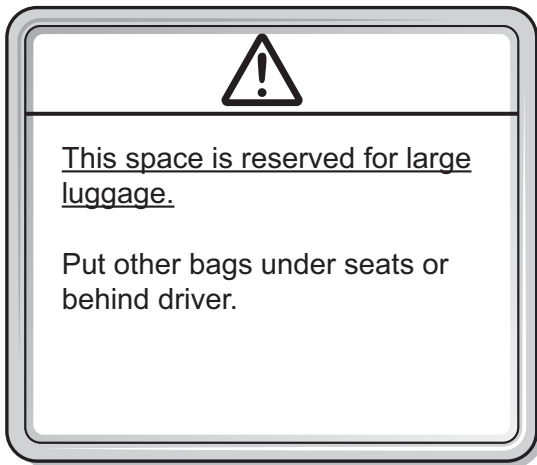 This space is reserved for large
luggage.
Put other bags under seats or
behind driver.